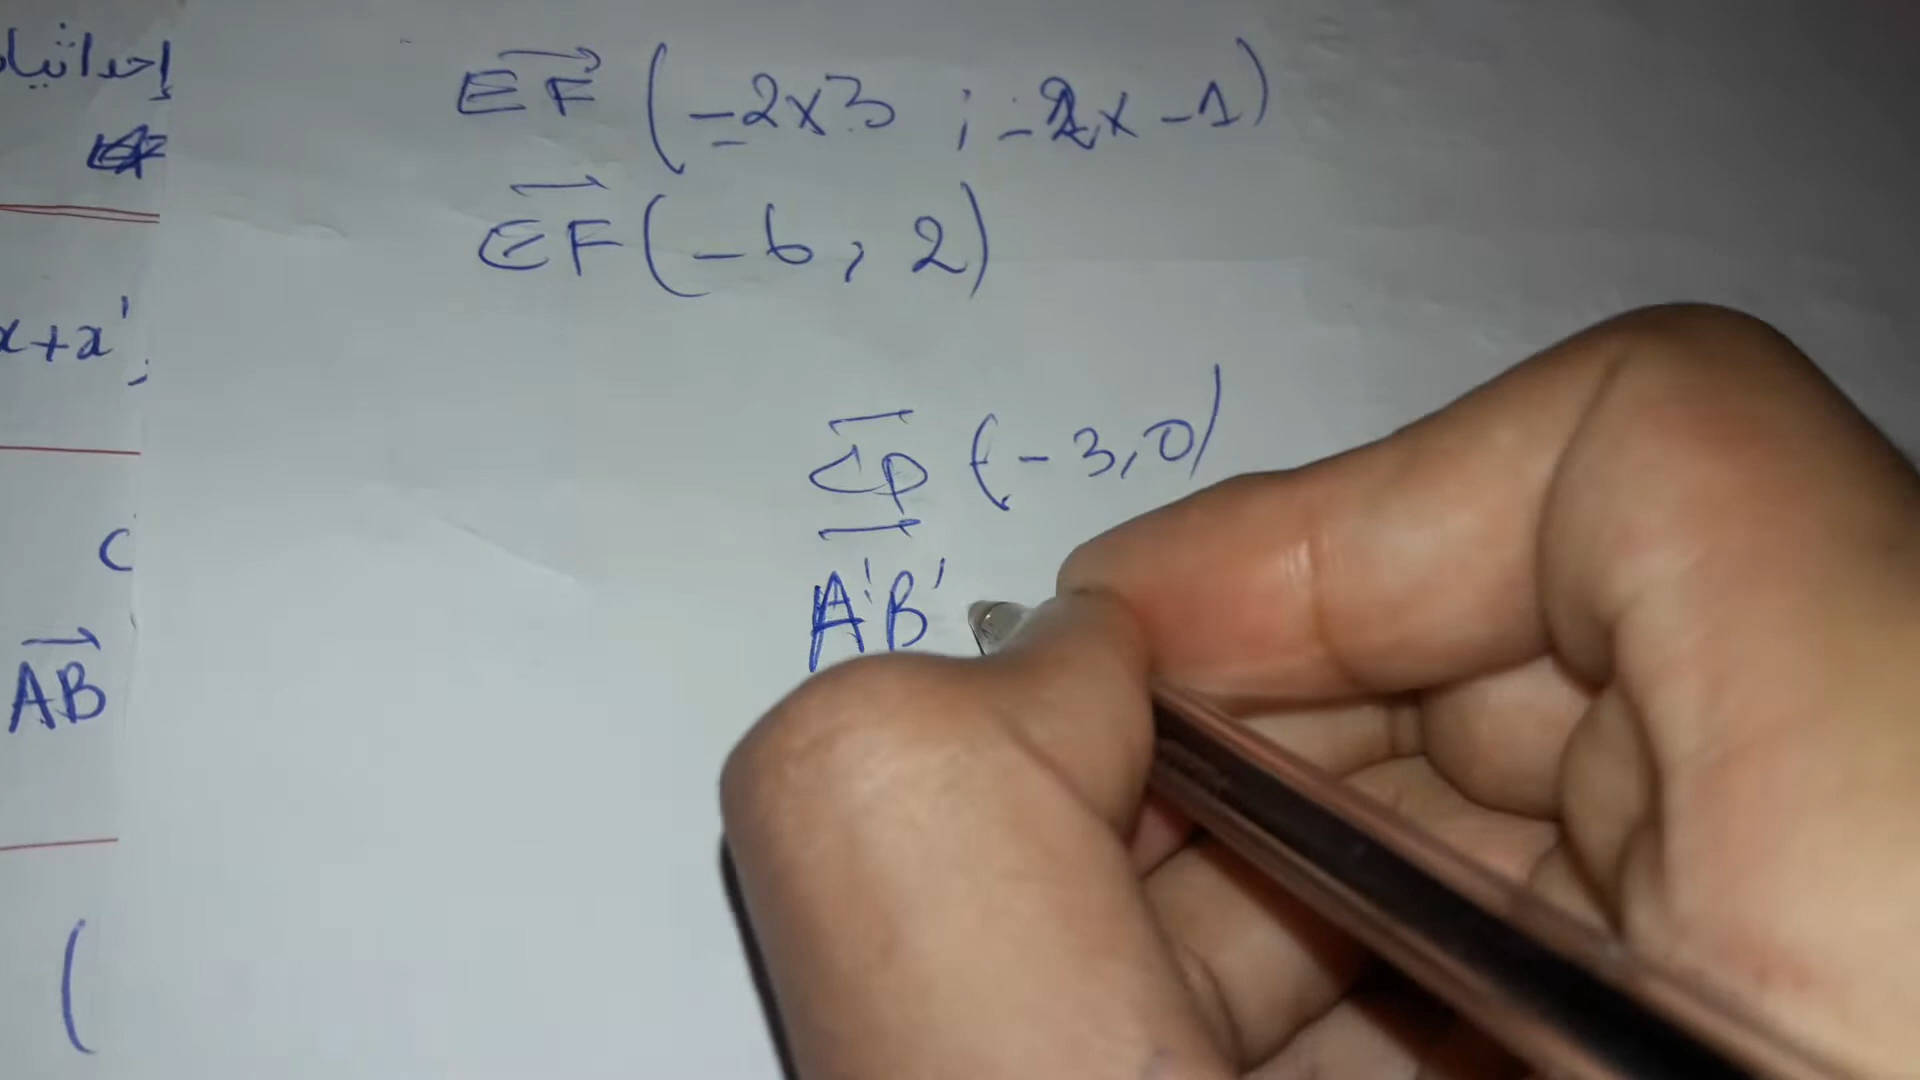 إحداثيا
EF (-2x3 ; -2x -1)
EF (-6, 2)
x+x'
CD (-3,0)
C
A'B'
AB
(